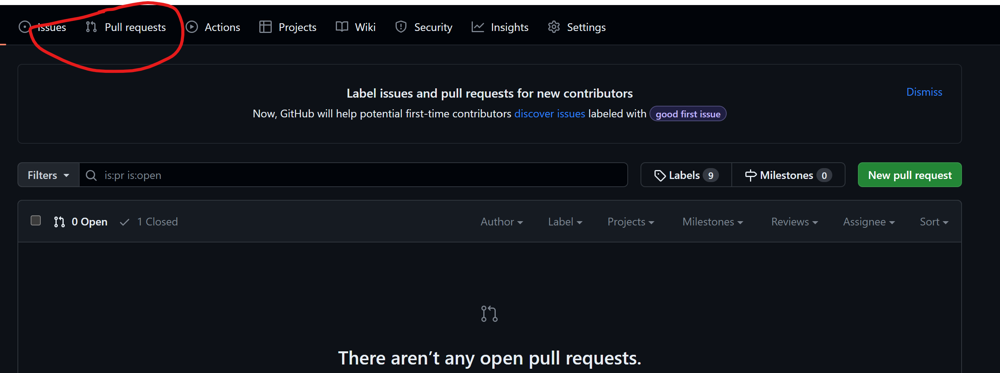 Issues Pull requests Actions Projects Wiki Security Insights Settings
Label issues and pull requests for new contributors
Dismiss
Now, GitHub will help potential first-time contributors discover issues labeled with good first issue
Filters is:pr is:open Labels 9 Milestones 0 New pull request
0 Open 1 Closed Author Label Projects Milestones Reviews Assignee Sort
There aren’t any open pull requests.